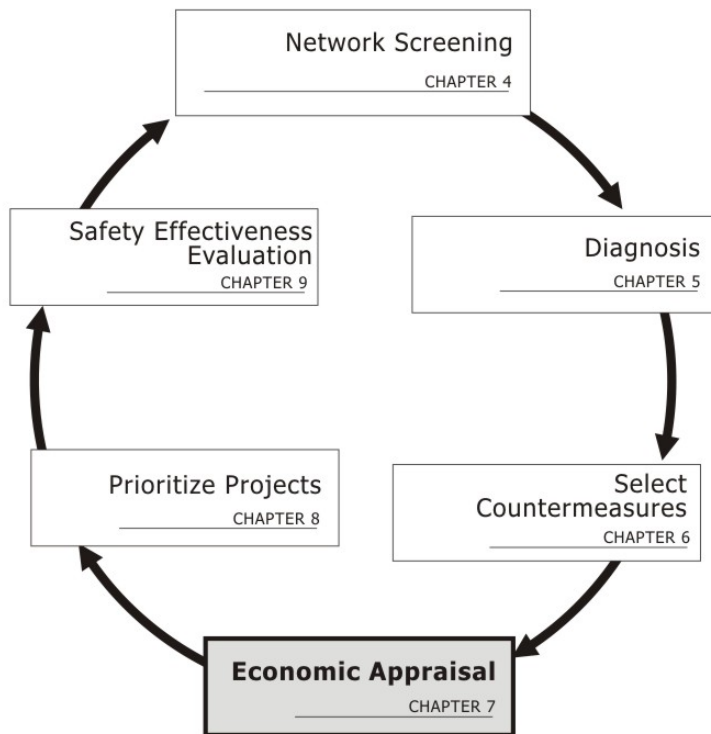 Network Screening
CHAPTER 4
Safety Effectiveness
Evaluation
CHAPTER 9
Diagnosis
CHAPTER 5
Prioritize Projects
CHAPTER 8
Select
Countermeasures
CHAPTER 6
Economic Appraisal
CHAPTER 7